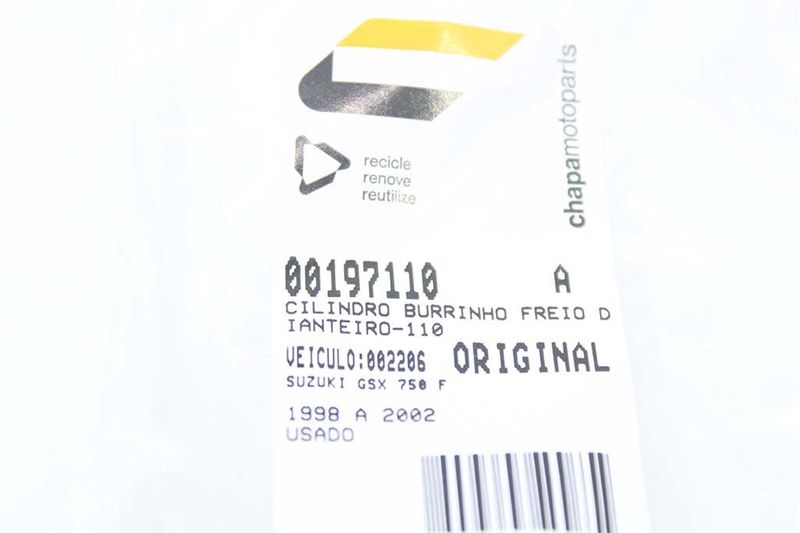 recicle
renove
reutilize
chapamotoparts
00197110 A
CILINDRO BURRINHO FREIO D
IANTEIRO-110
VEICULO:002206 ORIGINAL
SUZUKI GSX 750 F
1998 A 2002
USADO